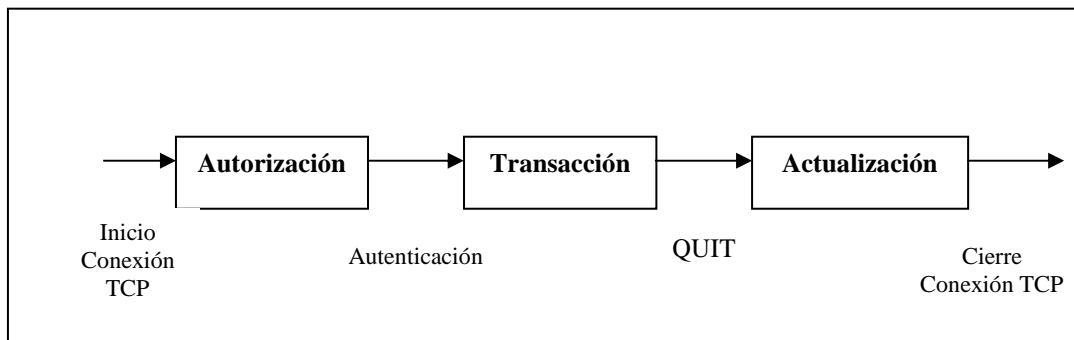 Autorización
Transacción
Actualización
Inicio
Conexión
TCP
Autenticación
QUIT
Cierre
Conexión TCP